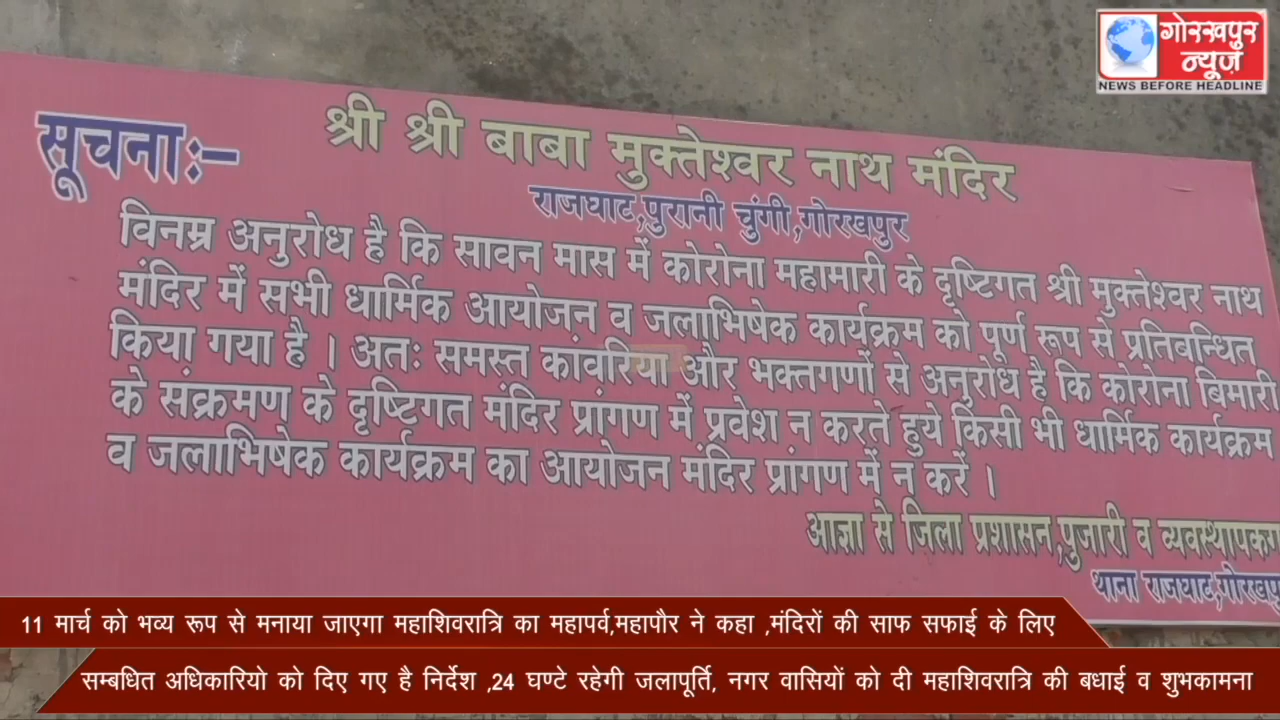 गोरखपुर
न्यूज़
NEWS BEFORE HEADLINE
सूचनाः–
श्री श्री बाबा मुक्तेश्वर नाथ मंदिर
राजघाट,पुरानी चुंगी,गोरखपुर
विनम्र अनुरोध है कि सावन मास में कोरोना महामारी के दृष्टिगत श्री मुक्तेश्वर नाथ
मंदिर में सभी धार्मिक आयोजन व जलाभिषेक कार्यक्रम को पूर्ण रूप से प्रतिबन्धित
किया गया है । अतः समस्त कांवरिया और भक्तगणों से अनुरोध है कि कोरोना बिमारी
के संक्रमण के दृष्टिगत मंदिर प्रांगण में प्रवेश न करते हुये किसी भी धार्मिक कार्यक्रम
व जलाभिषेक कार्यक्रम का आयोजन मंदिर प्रांगण में न करें ।
आज्ञा से जिला प्रशासन,पुजारी व
थाना राजघाट,
11 मार्च को भव्य रूप से मनाया जाएगा महाशिवरात्रि का महापर्व,महापौर ने कहा ,मंदिरों की साफ सफाई के लिए
सम्बधित अधिकारियो को दिए गए है निर्देश ,24 घण्टे रहेगी जलापूर्ति, नगर वासियों को दी महाशिवरात्रि की बधाई व शुभकामना